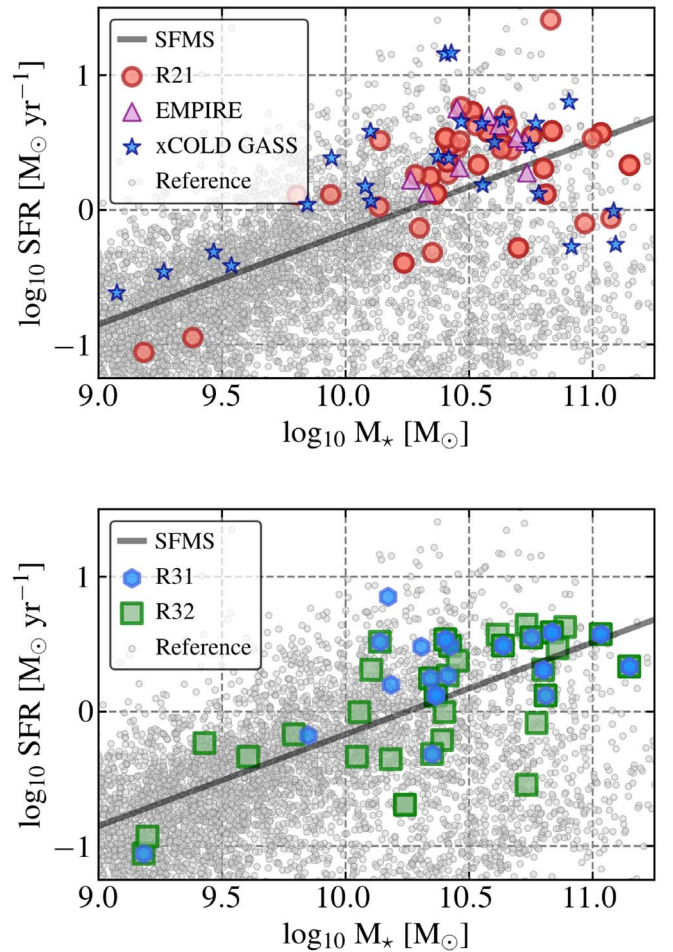 SFMS
R21
EMPIRE
xCOLD GASS
Reference
log₁₀ SFR [M⊙ yr⁻¹]
1
0
−1
9.0 9.5 10.0 10.5 11.0
log₁₀ M⋆ [M⊙]
SFMS
R31
R32
Reference
log₁₀ SFR [M⊙ yr⁻¹]
1
0
−1
9.0 9.5 10.0 10.5 11.0
log₁₀ M⋆ [M⊙]